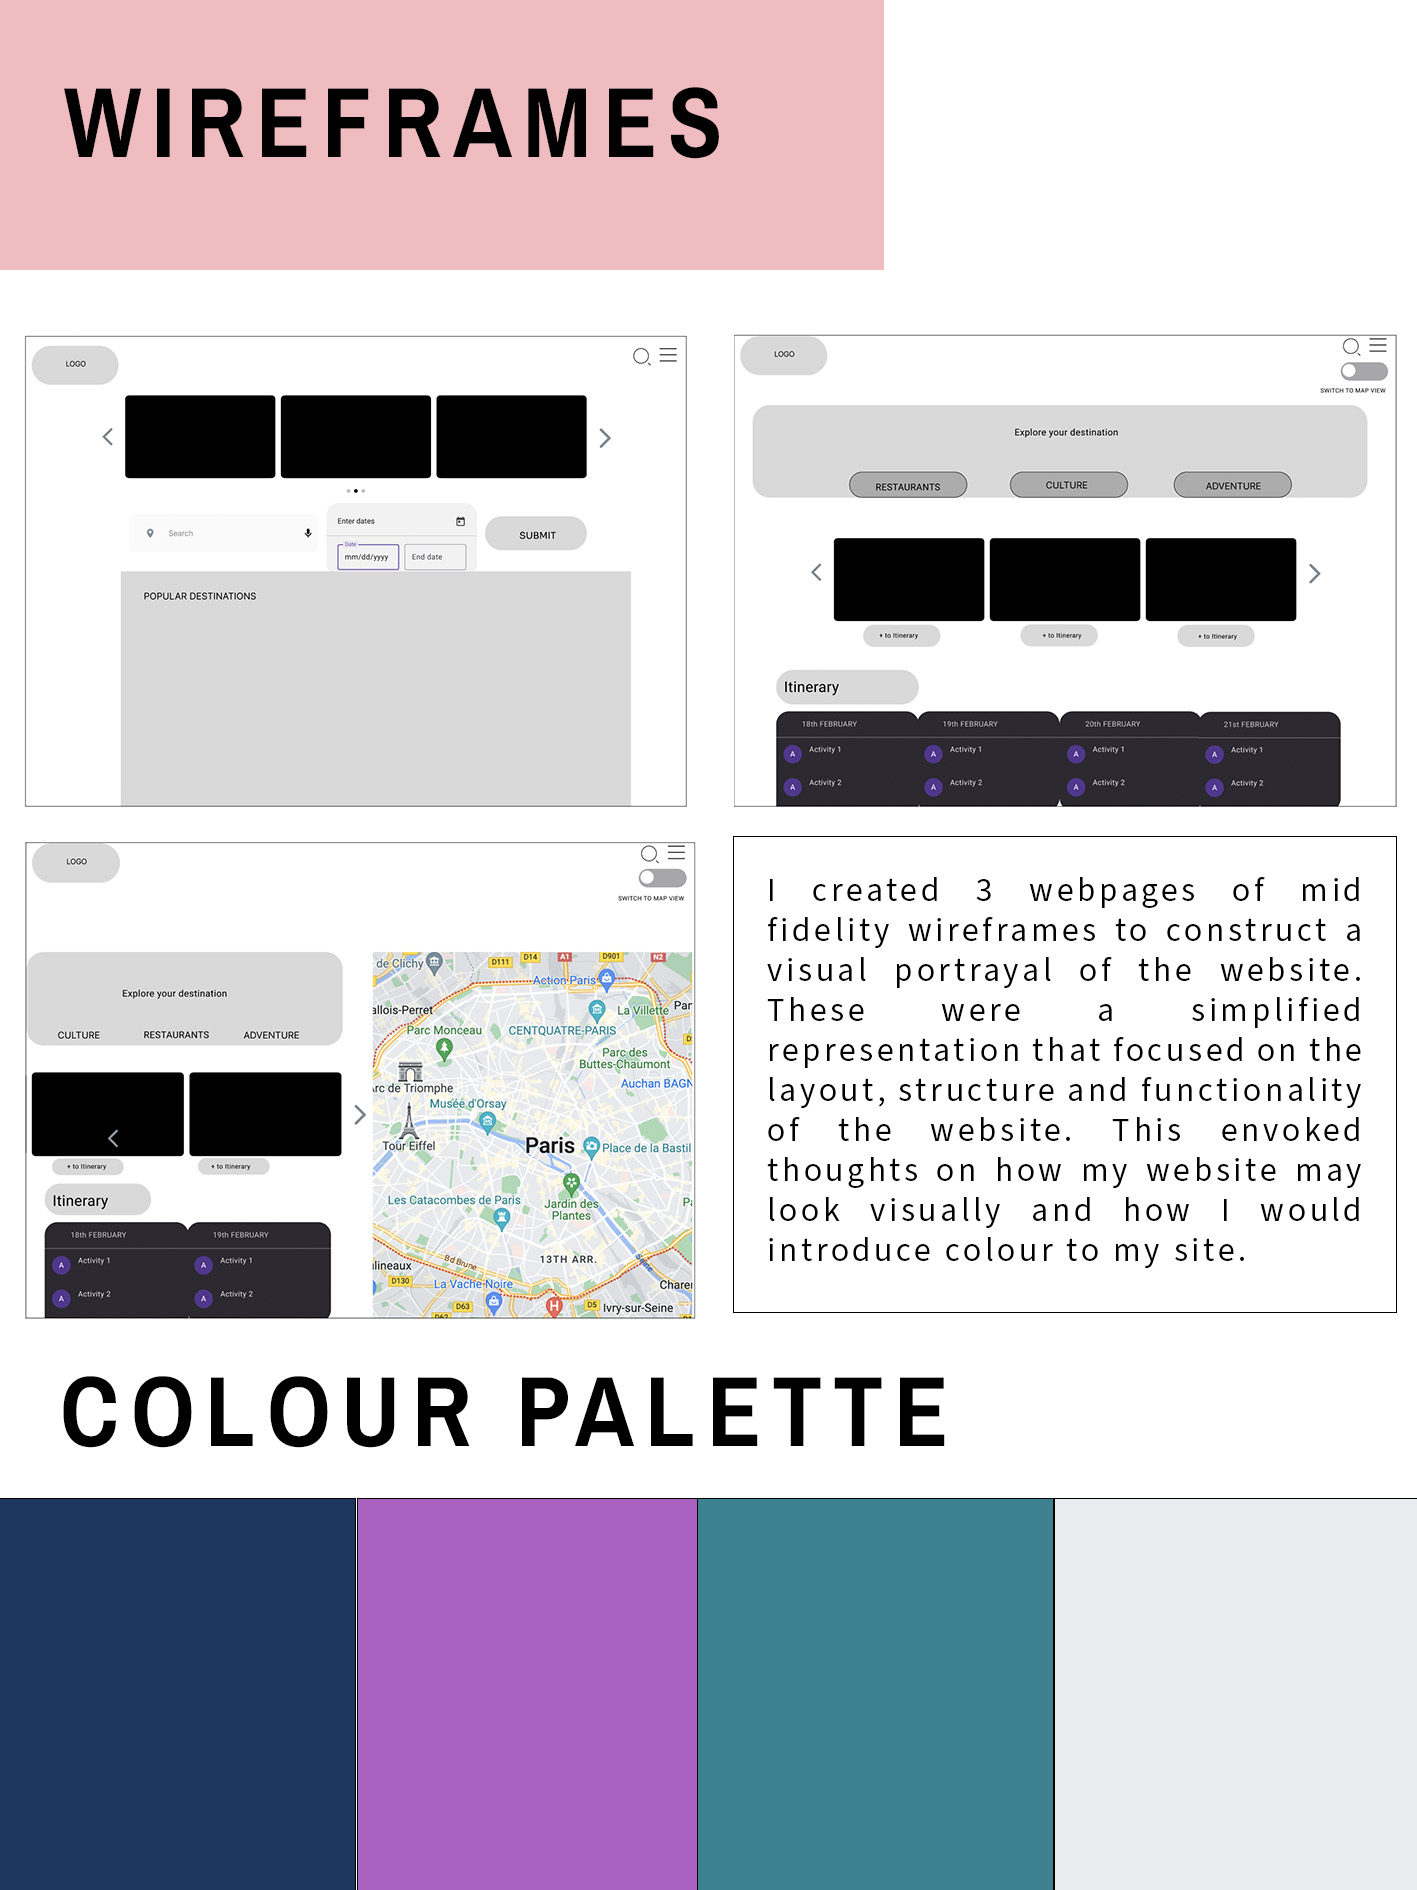 WIREFRAMES
LOGO
Search
Enter dates
Date
mm/dd/yyyy
End date
SUBMIT
POPULAR DESTINATIONS
LOGO
SWITCH TO MAP VIEW
Explore your destination
RESTAURANTS CULTURE ADVENTURE
+ to Itinerary + to Itinerary + to Itinerary
Itinerary
18th FEBRUARY 19th FEBRUARY 20th FEBRUARY 21st FEBRUARY
A Activity 1 A Activity 1 A Activity 1 A Activity 1
A Activity 2 A Activity 2 A Activity 2 A Activity 2
LOGO
SWITCH TO MAP VIEW
Explore your destination
CULTURE RESTAURANTS ADVENTURE
+ to Itinerary + to Itinerary
Itinerary
18th FEBRUARY 19th FEBRUARY
A Activity 1 A Activity 1
A Activity 2 A Activity 2
de Clichy
D111 D14 A1 D901 N2
Action Paris
allois-Perret
La Villette
Par
Parc Monceau
CENTQUATRE-PARIS
Parc des
Buttes-Chaumont
Auchan BAGN
rc de Triomphe
Musée d'Orsay
Tour Eiffel
Paris
Place de la Bastil
Les Catacombes de Paris
Jardin des
Plantes
13TH ARR.
Bd Brune
Seine
lineaux
D130
La Vache Noire
Charen
D63
H
D5
Ivry-sur-Seine
I created 3 webpages of mid
fidelity wireframes to construct a
visual portrayal of the website.
These were a simplified
representation that focused on the
layout, structure and functionality
of the website. This envoked
thoughts on how my website may
look visually and how I would
introduce colour to my site.
COLOUR PALETTE